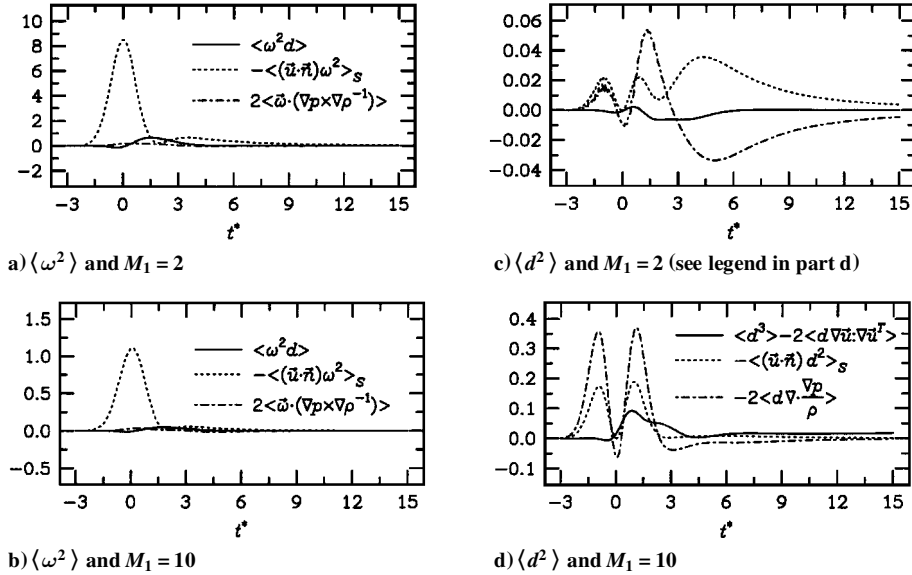 10
8
6
4
2
0
−2
<ω²d>
−<(u⃗·n⃗)ω²>_S
2<ω⃗·(∇p×∇ρ⁻¹)>
−3 0 3 6 9 12 15
t*
a) ⟨ω²⟩ and M₁ = 2
0.06
0.04
0.02
0.00
−0.02
−0.04
−3 0 3 6 9 12 15
t*
c) ⟨d²⟩ and M₁ = 2 (see legend in part d)
1.5
1.0
0.5
0.0
−0.5
<ω²d>
−<(u⃗·n⃗)ω²>_S
2<ω⃗·(∇p×∇ρ⁻¹)>
−3 0 3 6 9 12 15
t*
b) ⟨ω²⟩ and M₁ = 10
0.4
0.3
0.2
0.1
0.0
−0.1
<d³>−2<d∇u⃗:∇u⃗ᵀ>
−<(u⃗·n⃗)d²>_S
−2<d∇·∇p/ρ>
−3 0 3 6 9 12 15
t*
d) ⟨d²⟩ and M₁ = 10